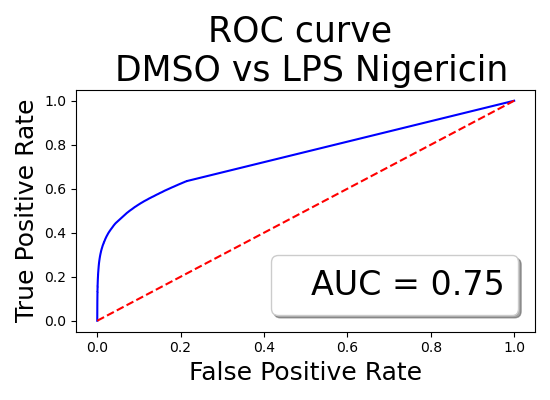 ROC curve
DMSO vs LPS Nigericin
True Positive Rate
1.0
0.8
0.6
0.4
0.2
0.0
AUC = 0.75
0.0 0.2 0.4 0.6 0.8 1.0
False Positive Rate